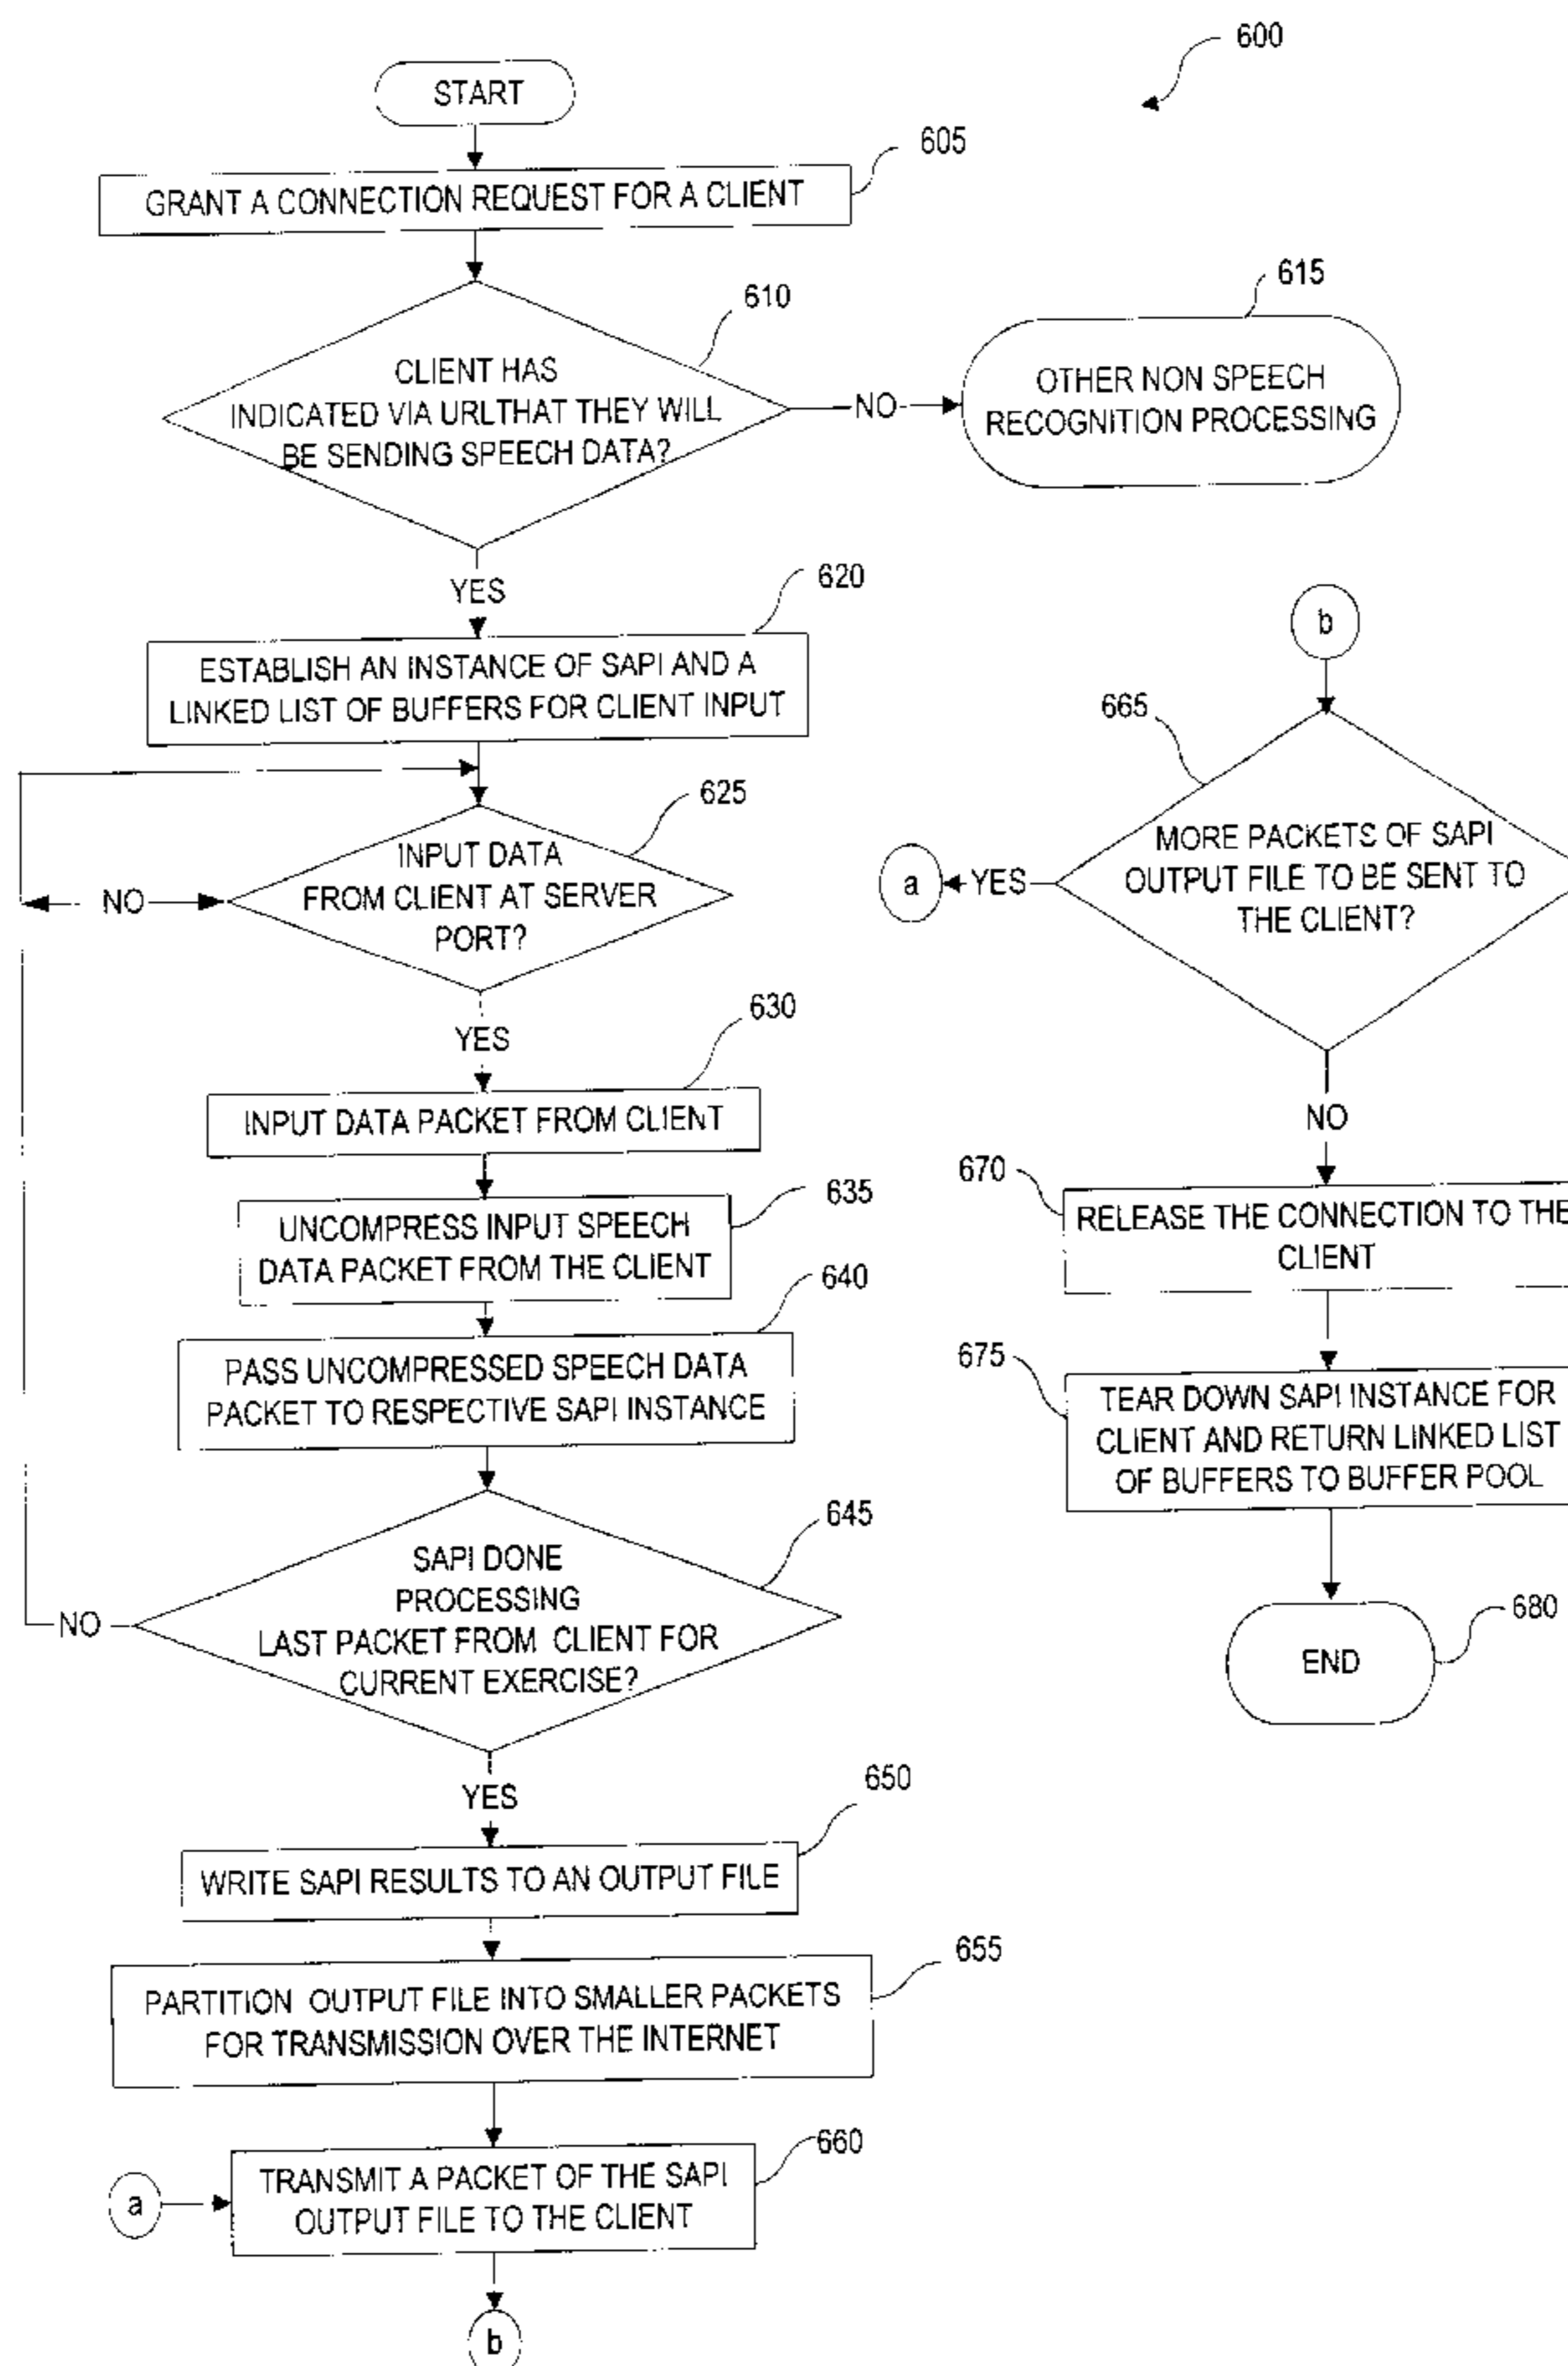 600
START
605
GRANT A CONNECTION REQUEST FOR A CLIENT
610
CLIENT HAS
INDICATED VIA URLTHAT THEY WILL
BE SENDING SPEECH DATA?
NO
615
OTHER NON SPEECH
RECOGNITION PROCESSING
YES
620
ESTABLISH AN INSTANCE OF SAPI AND A
LINKED LIST OF BUFFERS FOR CLIENT INPUT
625
INPUT DATA
FROM CLIENT AT SERVER
PORT?
NO
YES
630
INPUT DATA PACKET FROM CLIENT
635
UNCOMPRESS INPUT SPEECH
DATA PACKET FROM THE CLIENT
640
PASS UNCOMPRESSED SPEECH DATA
PACKET TO RESPECTIVE SAPI INSTANCE
645
SAPI DONE
PROCESSING
LAST PACKET FROM CLIENT FOR
CURRENT EXERCISE?
NO
YES
650
WRITE SAPI RESULTS TO AN OUTPUT FILE
655
PARTITION OUTPUT FILE INTO SMALLER PACKETS
FOR TRANSMISSION OVER THE INTERNET
660
a
TRANSMIT A PACKET OF THE SAPI
OUTPUT FILE TO THE CLIENT
b
b
665
MORE PACKETS OF SAPI
OUTPUT FILE TO BE SENT TO
THE CLIENT?
a
YES
NO
670
RELEASE THE CONNECTION TO THE
CLIENT
675
TEAR DOWN SAPI INSTANCE FOR
CLIENT AND RETURN LINKED LIST
OF BUFFERS TO BUFFER POOL
680
END